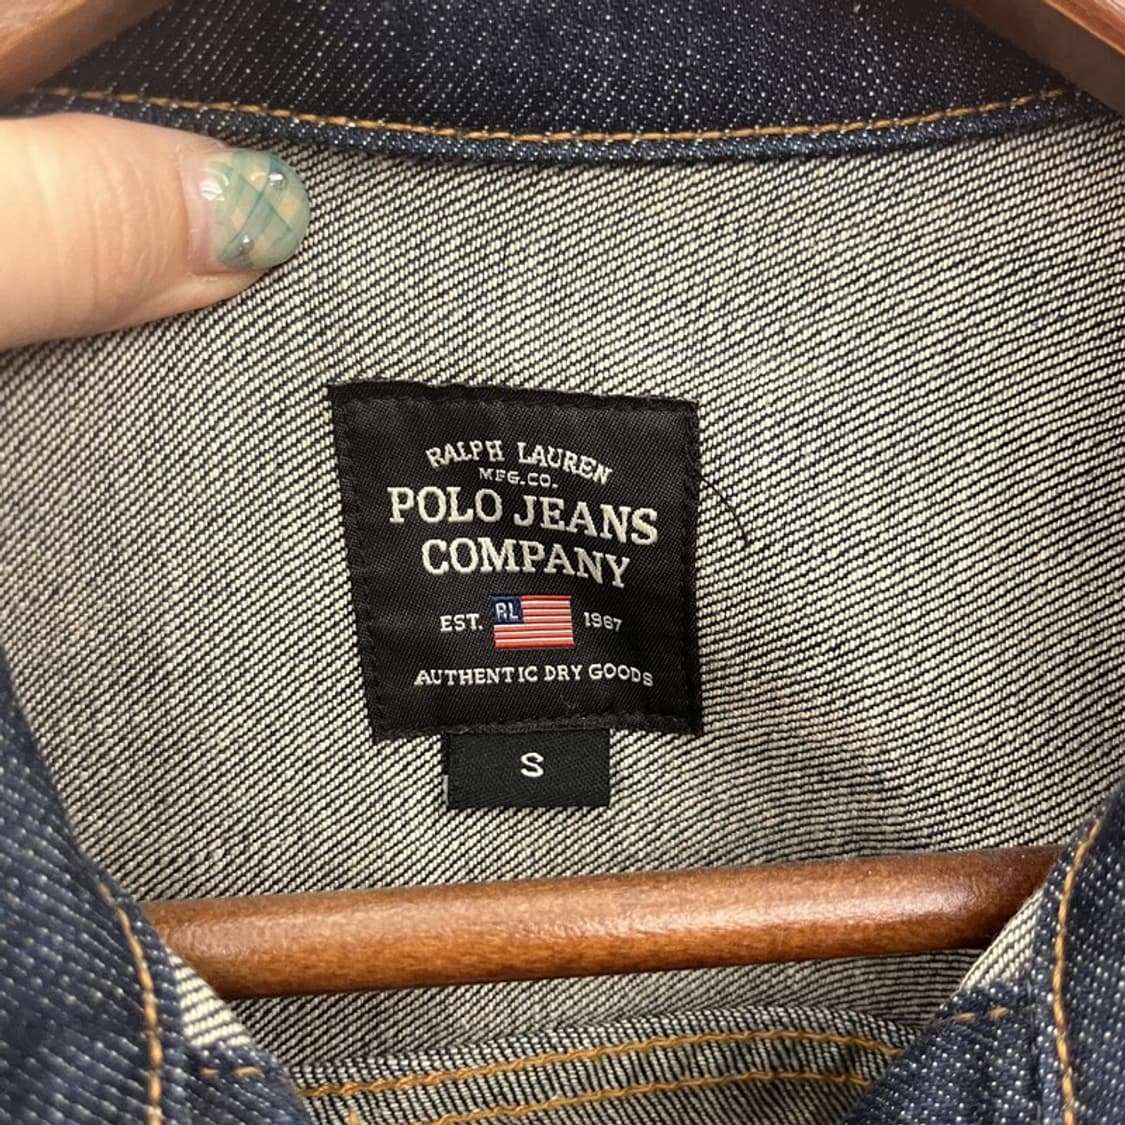 RALPH LAUREN
MFG.CO.
POLO JEANS
COMPANY
EST. RL 1967
AUTHENTIC DRY GOODS
S